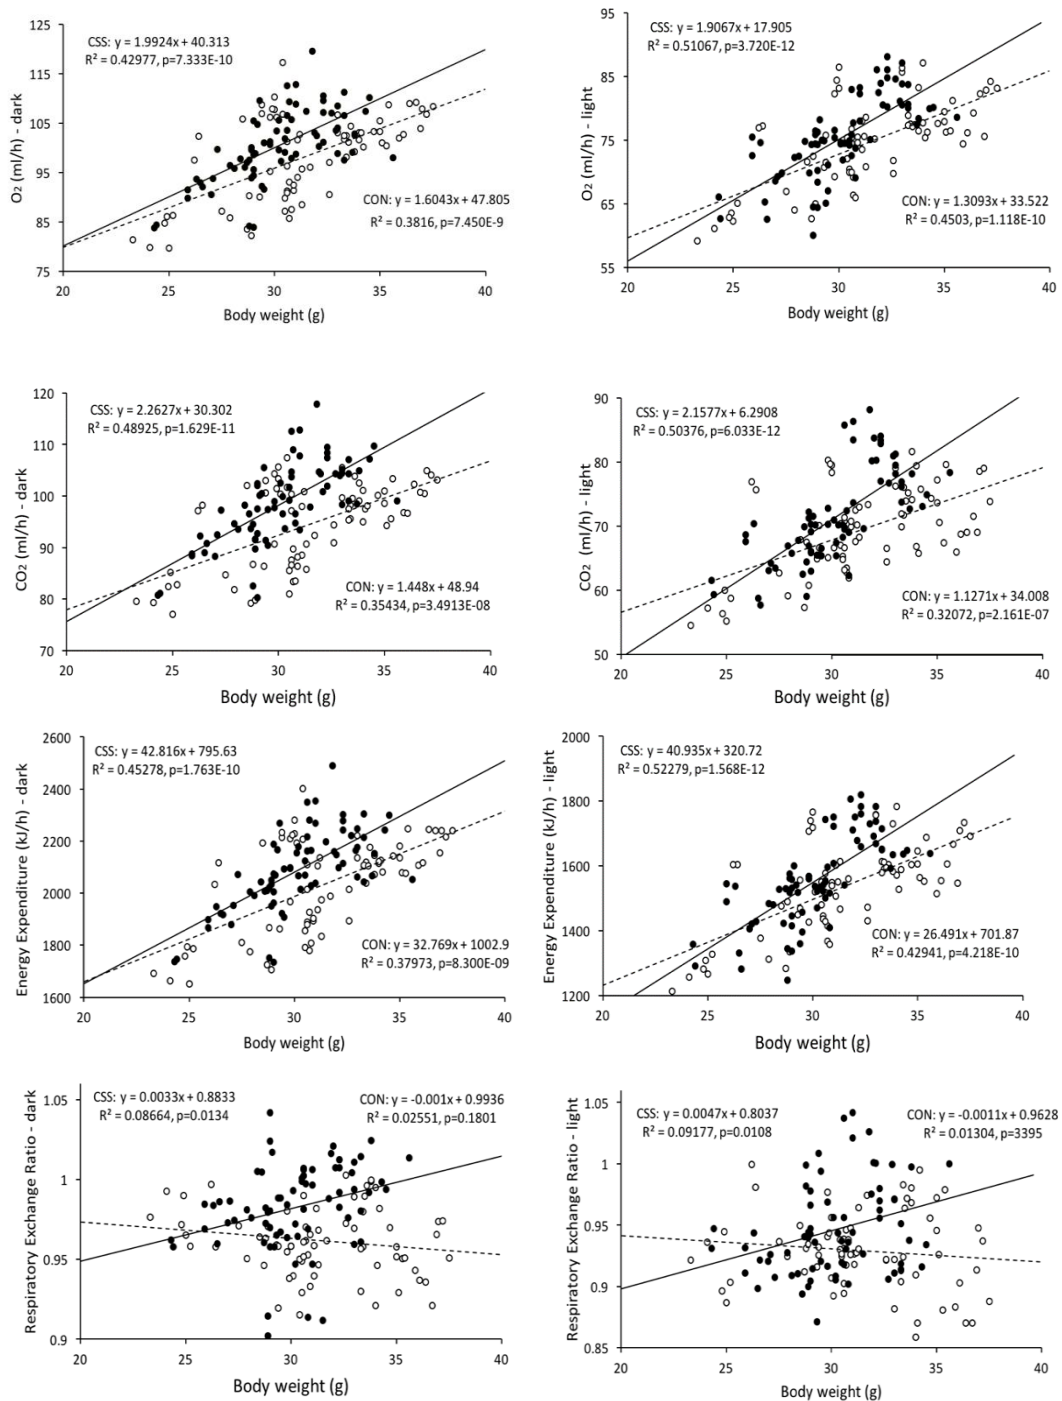 O₂ (ml/h) - dark
125
115
105
95
85
75
CSS: y = 1.9924x + 40.313
R² = 0.42977, p=7.333E-10
CON: y = 1.6043x + 47.805
R² = 0.3816, p=7.450E-9
20 25 30 35 40
Body weight (g)
O₂ (ml/h) - light
95
85
75
65
55
CSS: y = 1.9067x + 17.905
R² = 0.51067, p=3.720E-12
CON: y = 1.3093x + 33.522
R² = 0.4503, p=1.118E-10
20 25 30 35 40
Body weight (g)
CO₂ (ml/h) - dark
120
110
100
90
80
70
CSS: y = 2.2627x + 30.302
R² = 0.48925, p=1.629E-11
CON: y = 1.448x + 48.94
R² = 0.35434, p=3.4913E-08
20 25 30 35 40
Body weight (g)
CO₂ (ml/h) - light
90
80
70
60
50
CSS: y = 2.1577x + 6.2908
R² = 0.50376, p=6.033E-12
CON: y = 1.1271x + 34.008
R² = 0.32072, p=2.161E-07
20 25 30 35 40
Body weight (g)
Energy Expenditure (kJ/h) - dark
2600
2400
2200
2000
1800
1600
CSS: y = 42.816x + 795.63
R² = 0.45278, p=1.763E-10
CON: y = 32.769x + 1002.9
R² = 0.37973, p=8.300E-09
20 25 30 35 40
Body weight (g)
Energy Expenditure (kJ/h) - light
2000
1800
1600
1400
1200
CSS: y = 40.935x + 320.72
R² = 0.52279, p=1.568E-12
CON: y = 26.491x + 701.87
R² = 0.42941, p=4.218E-10
20 25 30 35 40
Body weight (g)
Respiratory Exchange Ratio - dark
1.05
1
0.95
0.9
CSS: y = 0.0033x + 0.8833
R² = 0.08664, p=0.0134
CON: y = -0.001x + 0.9936
R² = 0.02551, p=0.1801
20 25 30 35 40
Body weight (g)
Respiratory Exchange Ratio - light
1.05
1
0.95
0.9
0.85
CSS: y = 0.0047x + 0.8037
R² = 0.09177, p=0.0108
CON: y = -0.0011x + 0.9628
R² = 0.01304, p=3395
20 25 30 35 40
Body weight (g)